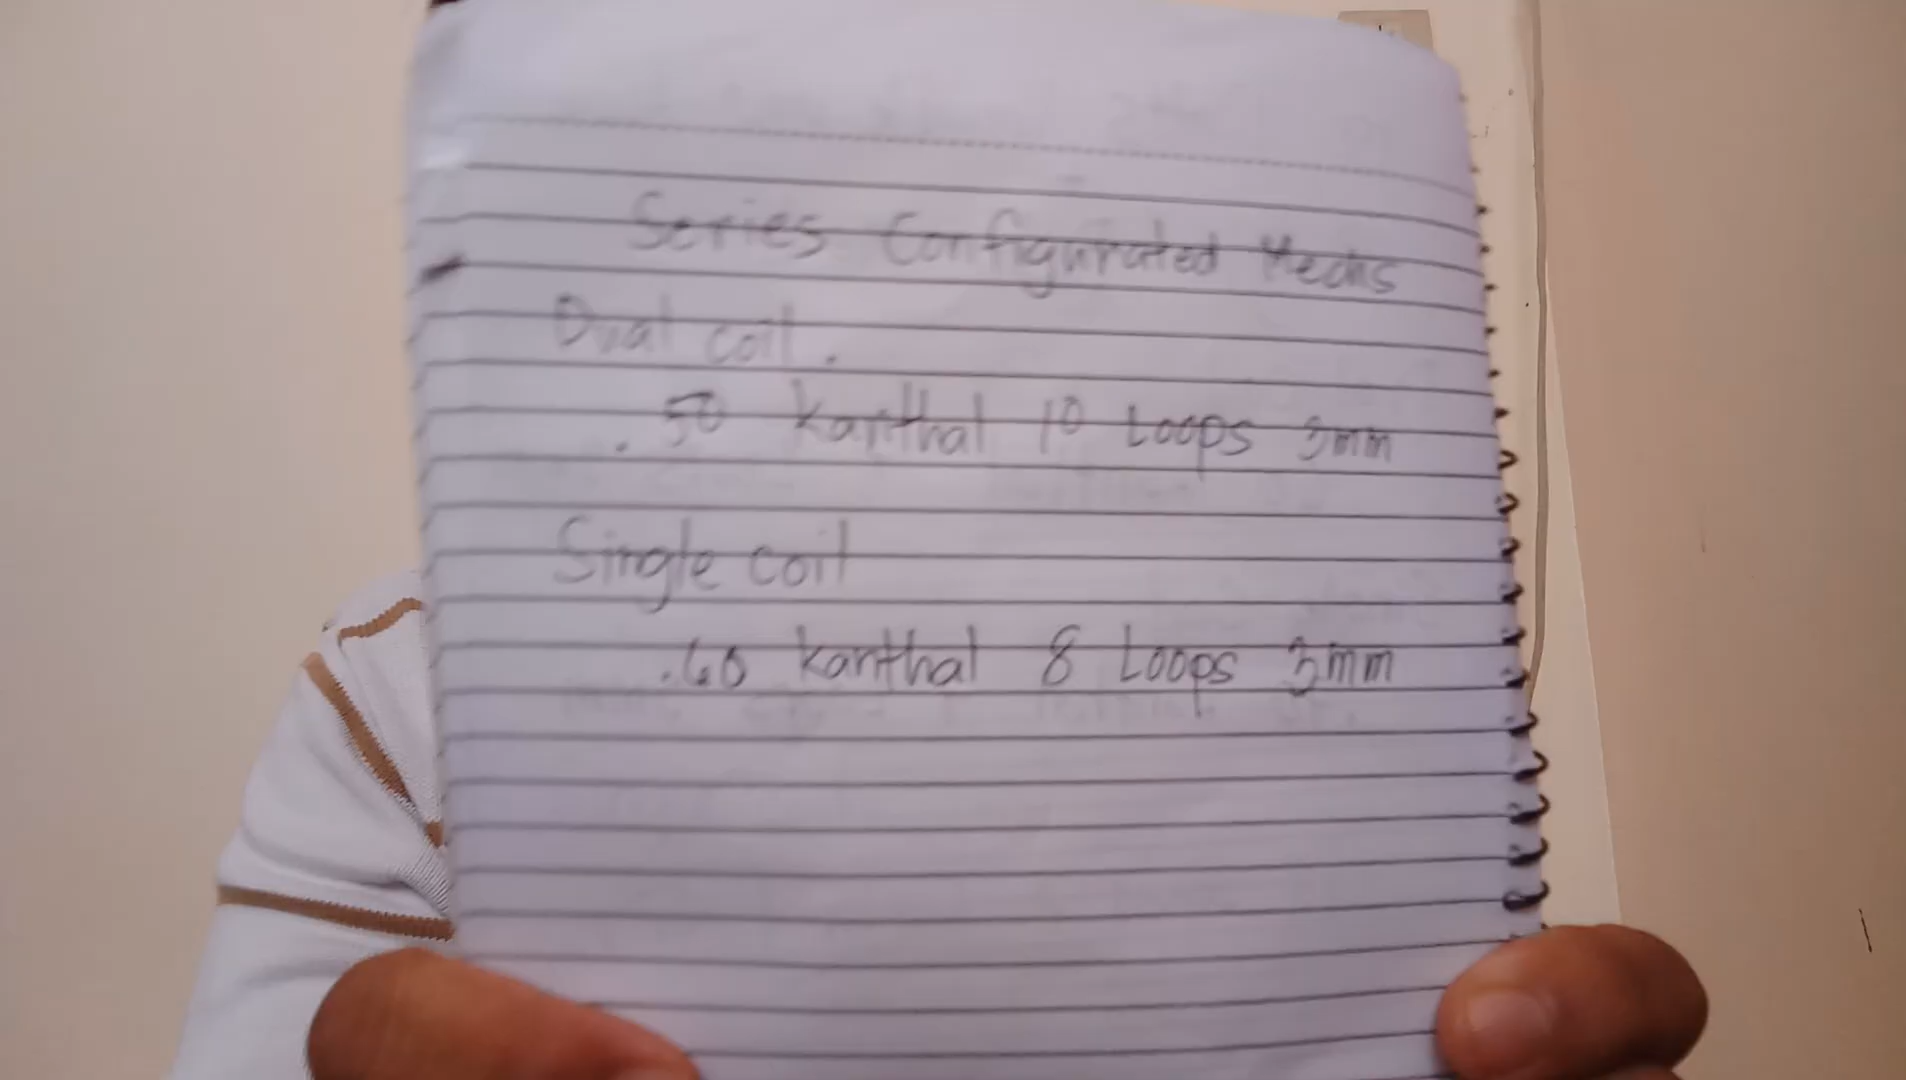 Series Configurated Mechs
Dual coil.
.50 Kanthal 10 Loops 3mm
Single coil
.60 Kanthal 8 Loops 3mm